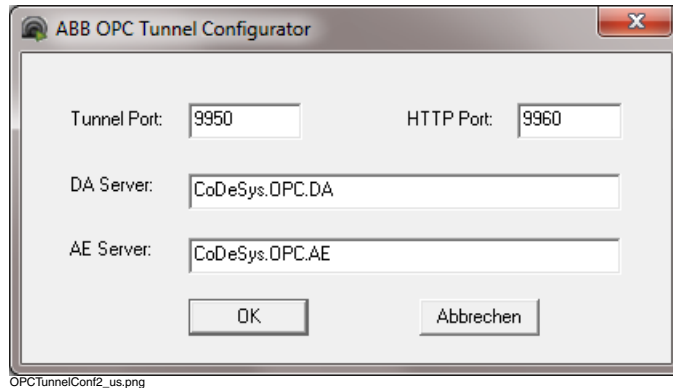 ABB OPC Tunnel Configurator
Tunnel Port: 9950 HTTP Port: 9960
DA Server: CoDeSys.OPC.DA
AE Server: CoDeSys.OPC.AE
OK Abbrechen
OPCTunnelConf2_us.png